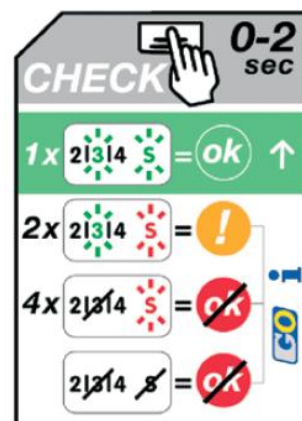 0-2
sec
CHECK
1x 2|3|4 S = ok ↑
2x 2|3|4 S = !
4x 2|3|4 S = ok
2|3|4 S = ok
GO i